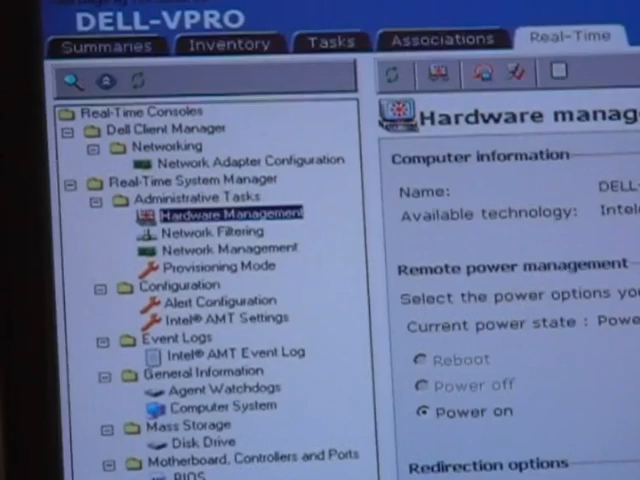 DELL-VPRO
Summaries
Inventory
Tasks
Associations
Real-Time
Real-Time Consoles
Dell Client Manager
Networking
Network Adapter Configuration
Real-Time System Manager
Administrative Tasks
Hardware Management
Network Filtering
Network Management
Provisioning Mode
Configuration
Alert Configuration
Intel® AMT Settings
Event Logs
Intel® AMT Event Log
General Information
Agent Watchdogs
Computer System
Mass Storage
Disk Drive
Motherboard, Controllers and Ports
BIOS
Hardware manag
Computer information
Name: DELL-
Available technology: Intel
Remote power management
Select the power options you
Current power state : Powe
Reboot
Power off
Power on
Redirection options